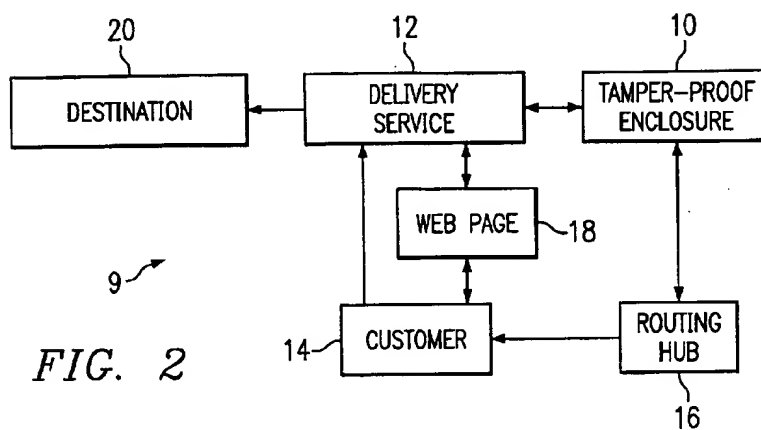 20
12
10
DESTINATION
DELIVERY
SERVICE
TAMPER-PROOF
ENCLOSURE
WEB PAGE
18
9
14
CUSTOMER
ROUTING
HUB
16
FIG. 2